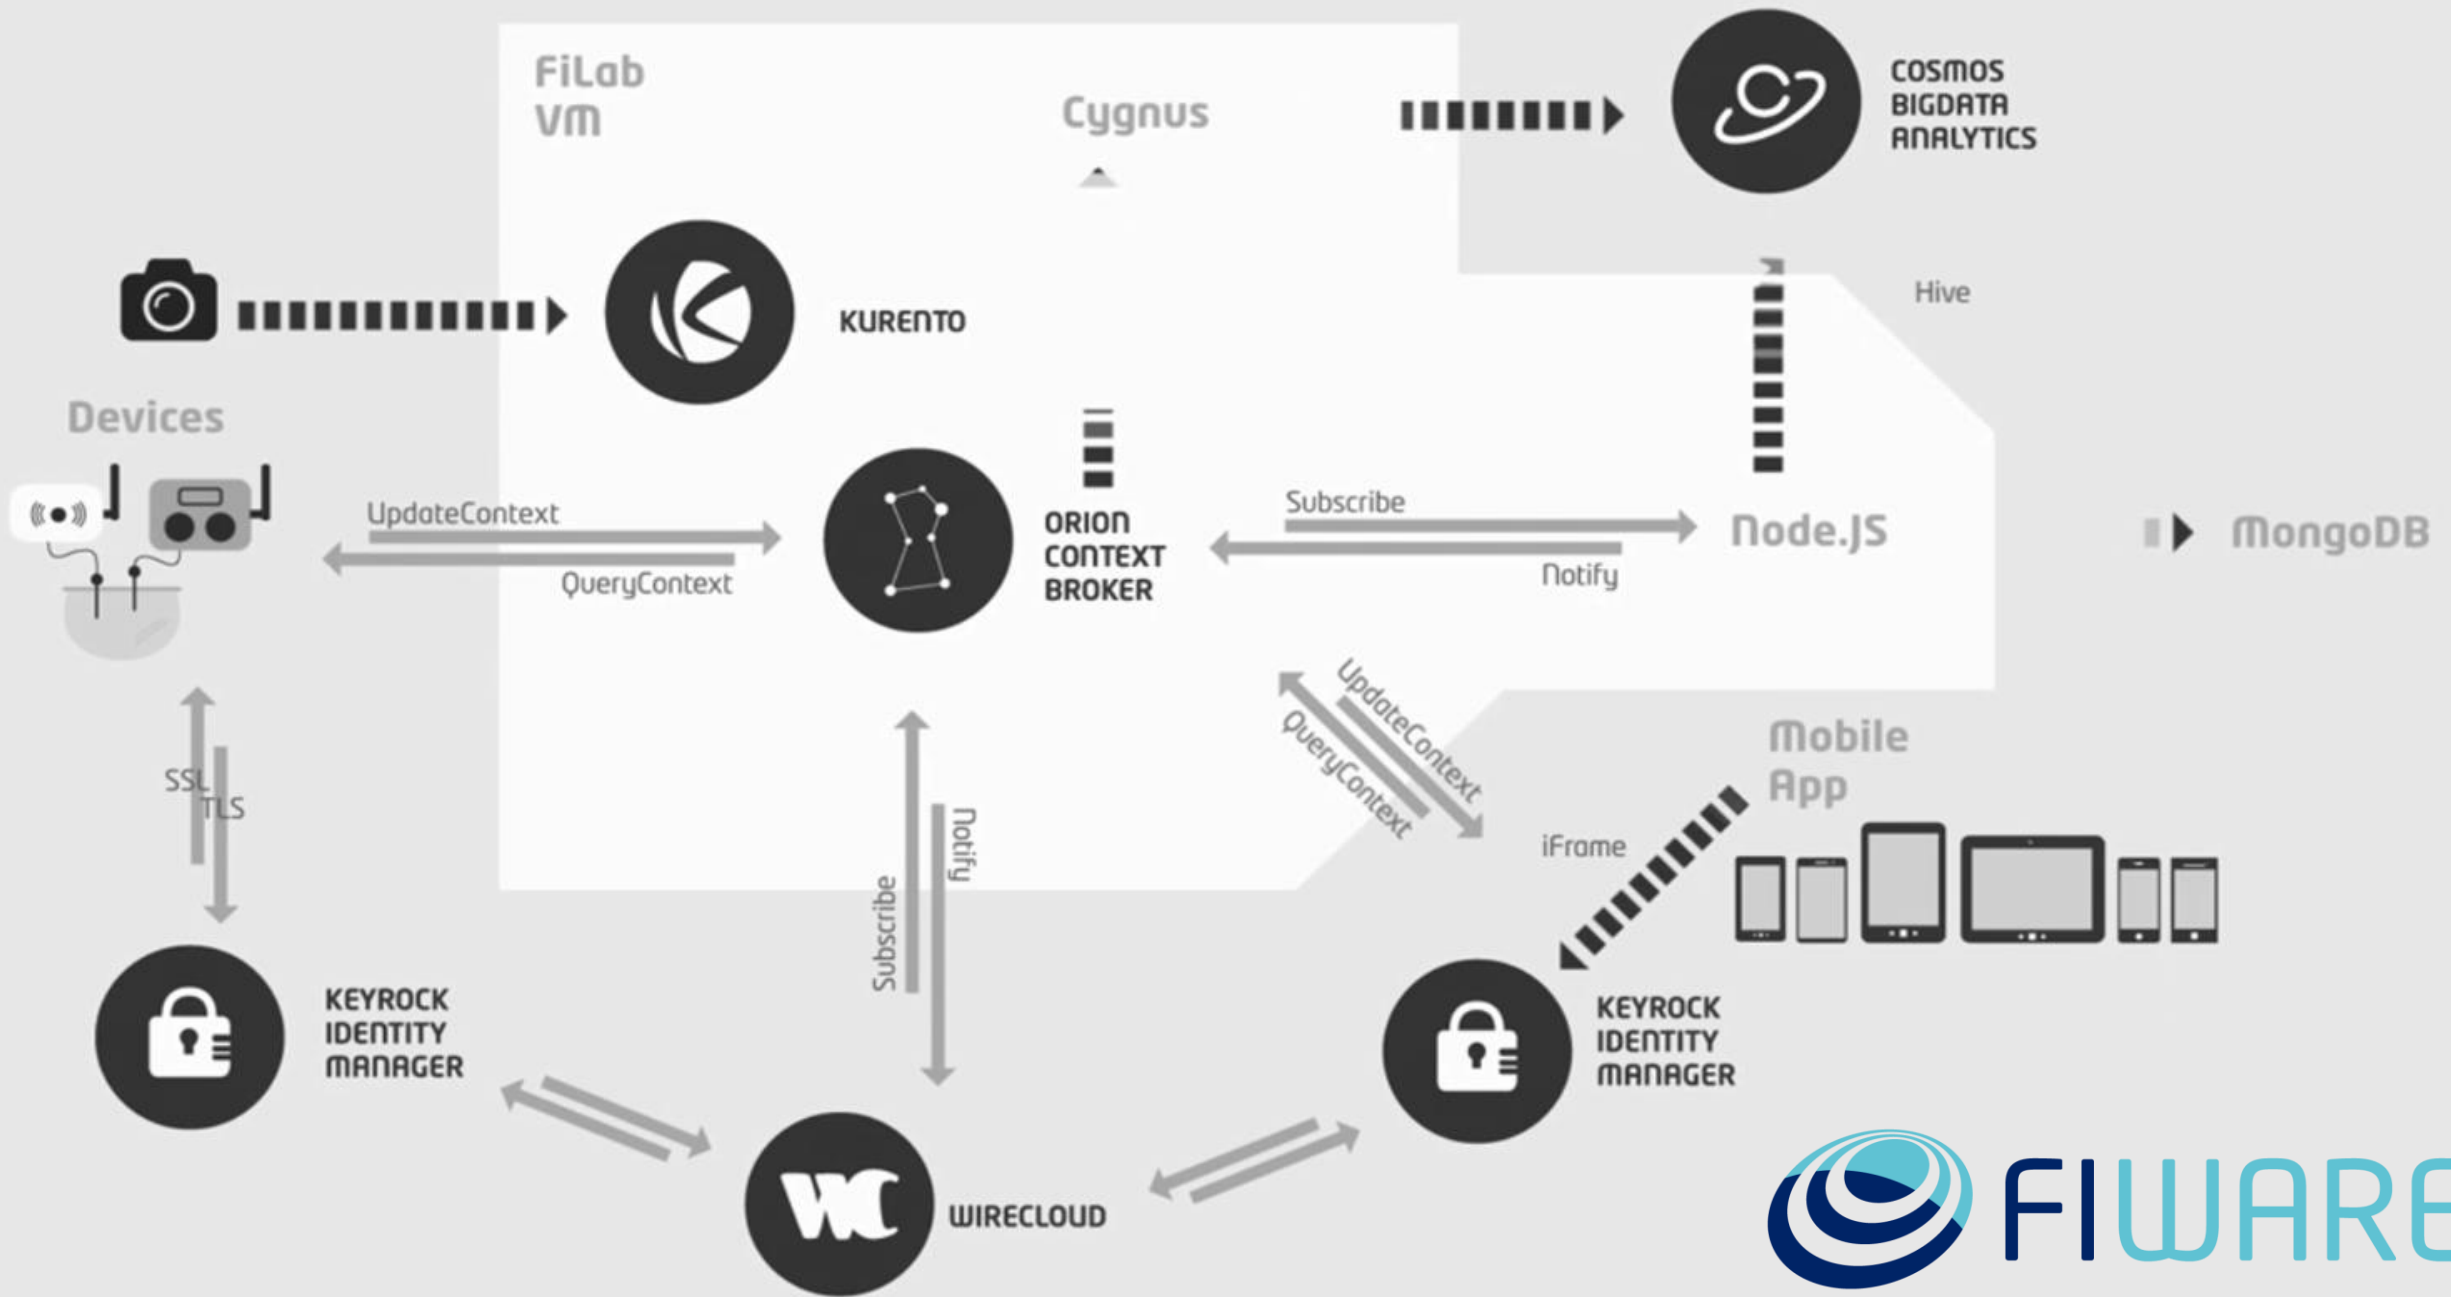 FiLab
VM
Cygnus
COSMOS
BIGDATA
ANALYTICS
Hive
KURENTO
Devices
UpdateContext
QueryContext
ORION
CONTEXT
BROKER
Subscribe
Notify
Node.JS
MongoDB
UpdateContext
QueryContext
Mobile
App
iFrame
SSL
TLS
Notify
Subscribe
KEYROCK
IDENTITY
MANAGER
KEYROCK
IDENTITY
MANAGER
WC
WIRECLOUD
FIWARE